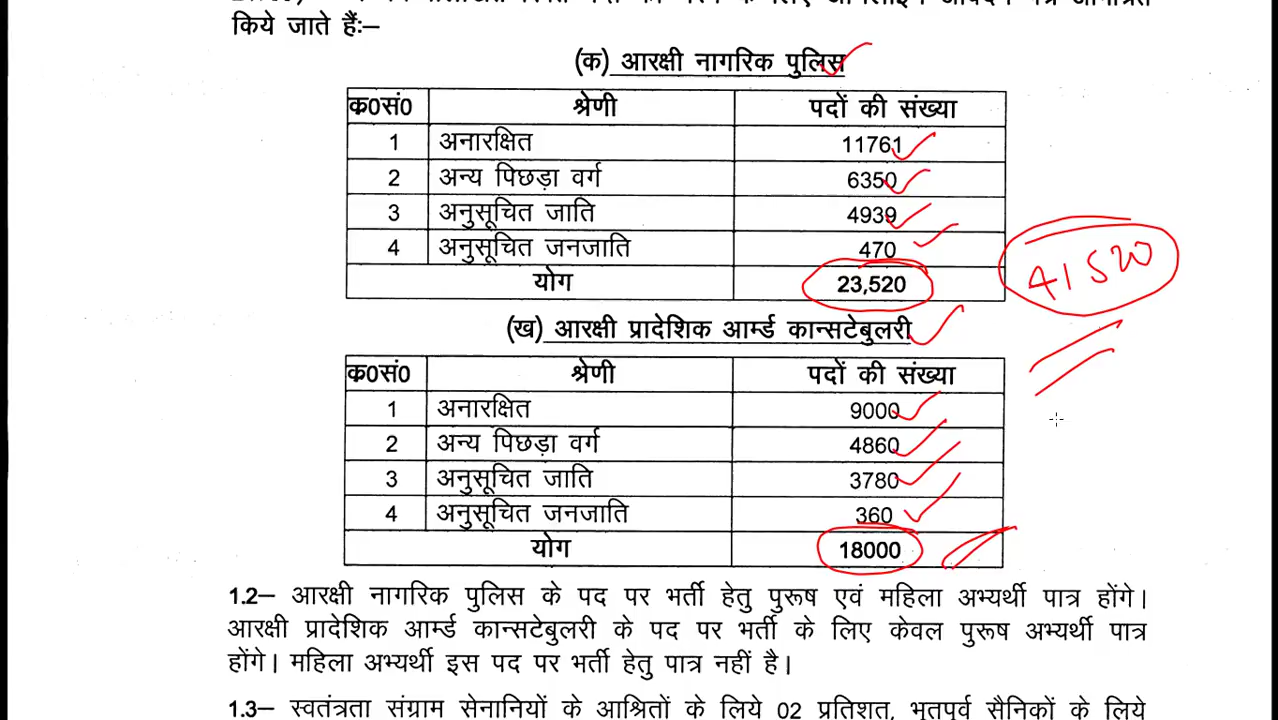 किये जाते हैंः–
(क) आरक्षी नागरिक पुलिस
क0सं0 श्रेणी पदों की संख्या
1 अनारक्षित 11761
2 अन्य पिछड़ा वर्ग 6350
3 अनुसूचित जाति 4939
4 अनुसूचित जनजाति 470
योग 23,520
41520
(ख) आरक्षी प्रादेशिक आर्म्ड कान्सटेबुलरी
क0सं0 श्रेणी पदों की संख्या
1 अनारक्षित 9000
2 अन्य पिछड़ा वर्ग 4860
3 अनुसूचित जाति 3780
4 अनुसूचित जनजाति 360
योग 18000
1.2– आरक्षी नागरिक पुलिस के पद पर भर्ती हेतु पुरूष एवं महिला अभ्यर्थी पात्र होंगे।
आरक्षी प्रादेशिक आर्म्ड कान्सटेबुलरी के पद पर भर्ती के लिए केवल पुरूष अभ्यर्थी पात्र
होंगे। महिला अभ्यर्थी इस पद पर भर्ती हेतु पात्र नहीं है।
1.3– स्वतंत्रता संग्राम सेनानियों के आश्रितों के लिये 02 प्रतिशत, भूतपूर्व सैनिकों के लिये